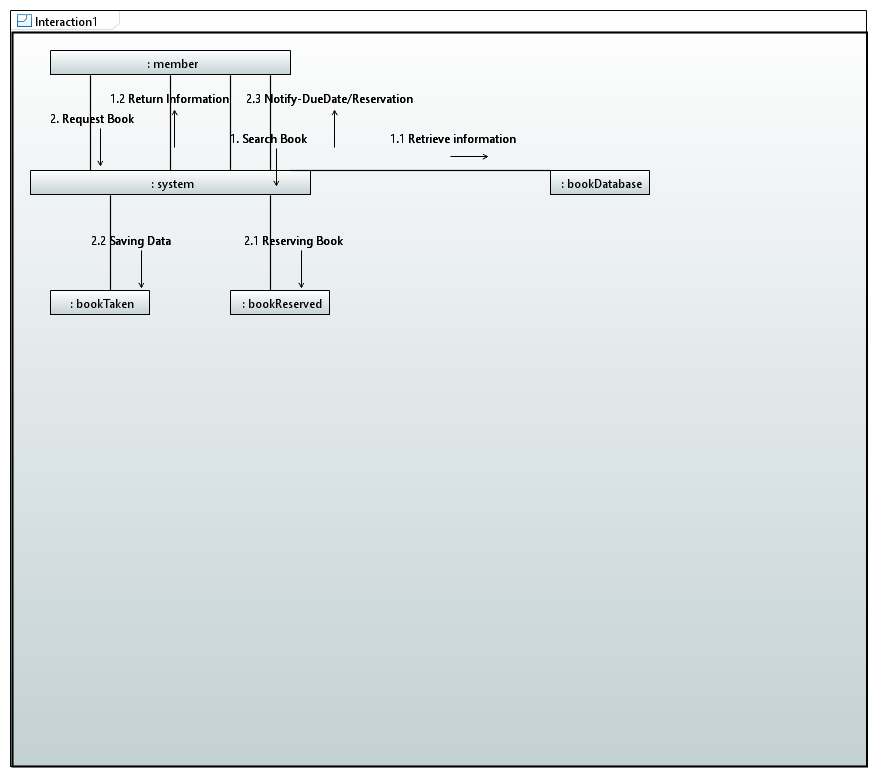 Interaction1
: member
1.2 Return Information
2.3 Notify-DueDate/Reservation
2. Request Book
1. Search Book
1.1 Retrieve information
: system
: bookDatabase
2.2 Saving Data
2.1 Reserving Book
: bookTaken
: bookReserved